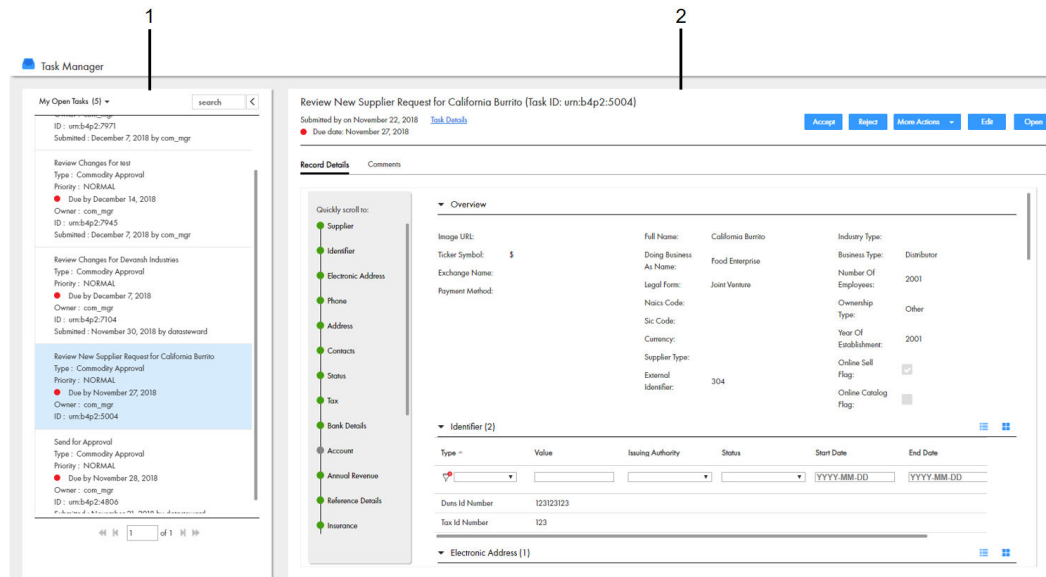 1
2
Task Manager
My Open Tasks (5)
search
ID : urn:b4p2:7971
Submitted : December 7, 2018 by com_mgr
Review Changes For test
Type : Commodity Approval
Priority : NORMAL
Due by December 14, 2018
Owner : com_mgr
ID : urn:b4p2:7945
Submitted : December 7, 2018 by com_mgr
Review Changes For Devansh Industries
Type : Commodity Approval
Priority : NORMAL
Due by December 7, 2018
Owner : com_mgr
ID : urn:b4p2:7104
Submitted : November 30, 2018 by datasteward
Review New Supplier Request for California Burrito
Type : Commodity Approval
Priority : NORMAL
Due by November 27, 2018
Owner : com_mgr
ID : urn:b4p2:5004
Send for Approval
Type : Commodity Approval
Priority : NORMAL
Due by November 28, 2018
Owner : com_mgr
ID : urn:b4p2:4806
Submitted : November 21, 2018 by datasteward
1 of 1
Review New Supplier Request for California Burrito (Task ID: urn:b4p2:5004)
Submitted by on November 22, 2018 Task Details
Due date: November 27, 2018
Accept Reject More Actions Edit Open
Record Details Comments
Quickly scroll to:
Supplier
Identifier
Electronic Address
Phone
Address
Contacts
Status
Tax
Bank Details
Account
Annual Revenue
Reference Details
Insurance
Overview
Image URL:
Ticker Symbol: $
Exchange Name:
Payment Method:
Full Name: California Burrito
Doing Business As Name: Food Enterprise
Legal Form: Joint Venture
Naics Code:
Sic Code:
Currency:
Supplier Type:
External Identifier: 304
Industry Type:
Business Type: Distributor
Number Of Employees: 2001
Ownership Type: Other
Year Of Establishment: 2001
Online Sell Flag:
Online Catalog Flag:
Identifier (2)
Type Value Issuing Authority Status Start Date End Date
YYYY-MM-DD YYYY-MM-DD
Duns Id Number 123123123
Tax Id Number 123
Electronic Address (1)